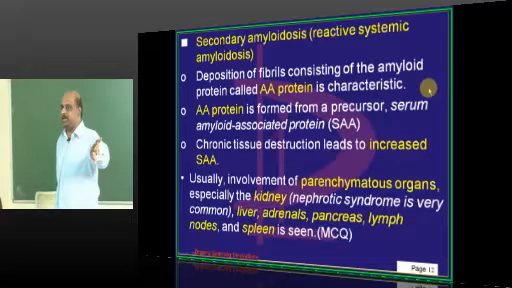 Secondary amyloidosis (reactive systemic
amyloidosis)
o Deposition of fibrils consisting of the amyloid
protein called AA protein is characteristic.
o AA protein is formed from a precursor, serum
amyloid-associated protein (SAA)
o Chronic tissue destruction leads to increased
SAA.
• Usually, involvement of parenchymatous organs,
especially the kidney (nephrotic syndrome is very
common), liver, adrenals, pancreas, lymph
nodes, and spleen is seen.(MCQ)
Page 12